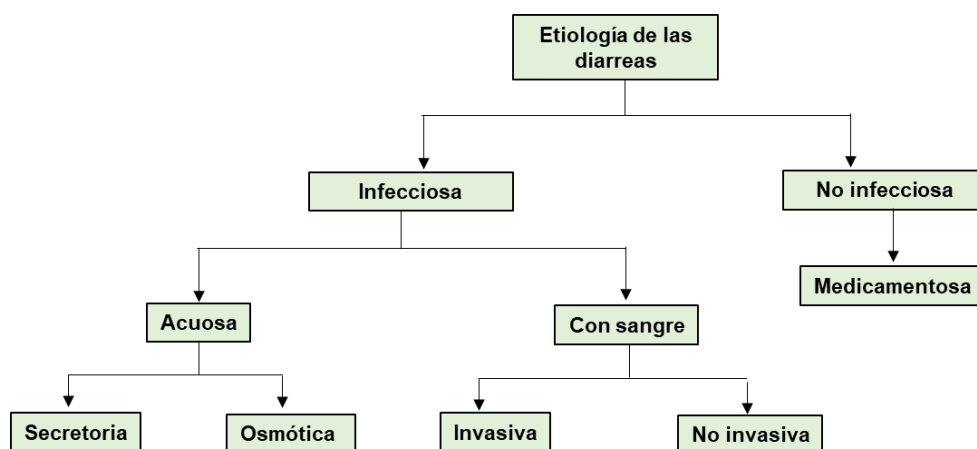 Etiología de las
diarreas
Infecciosa
No infecciosa
Medicamentosa
Acuosa
Con sangre
Secretoria
Osmótica
Invasiva
No invasiva